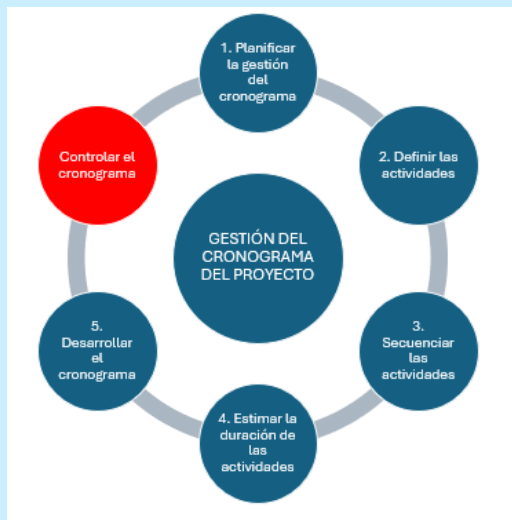 1. Planificar
la gestión
del
cronograma
Controlar el
cronograma
2. Definir las
actividades
GESTIÓN DEL
CRONOGRAMA
DEL PROYECTO
5.
Desarrollar
el
cronograma
3.
Secuenciar
las
actividades
4. Estimar la
duración de
las
actividades